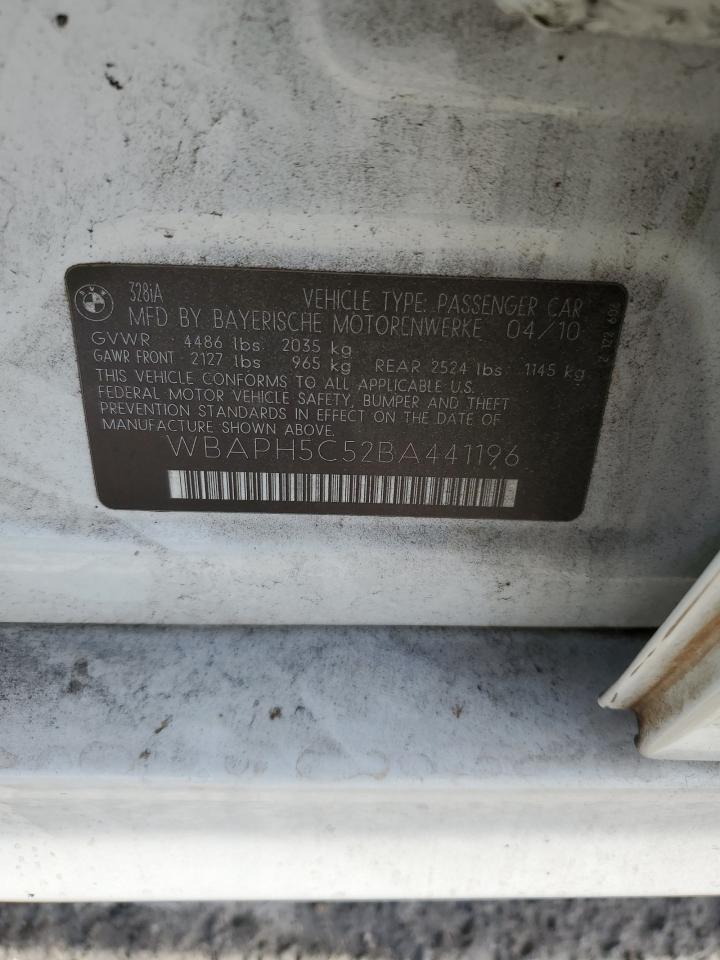 BMW
328iA VEHICLE TYPE: PASSENGER CAR
MFD BY BAYERISCHE MOTORENWERKE 04/10
GVWR 4486 lbs 2035 kg
GAWR FRONT 2127 lbs 965 kg REAR 2524 lbs 1145 kg
THIS VEHICLE CONFORMS TO ALL APPLICABLE U.S.
FEDERAL MOTOR VEHICLE SAFETY, BUMPER AND THEFT
PREVENTION STANDARDS IN EFFECT ON THE DATE OF
MANUFACTURE SHOWN ABOVE.
WBAPH5C52BA441196